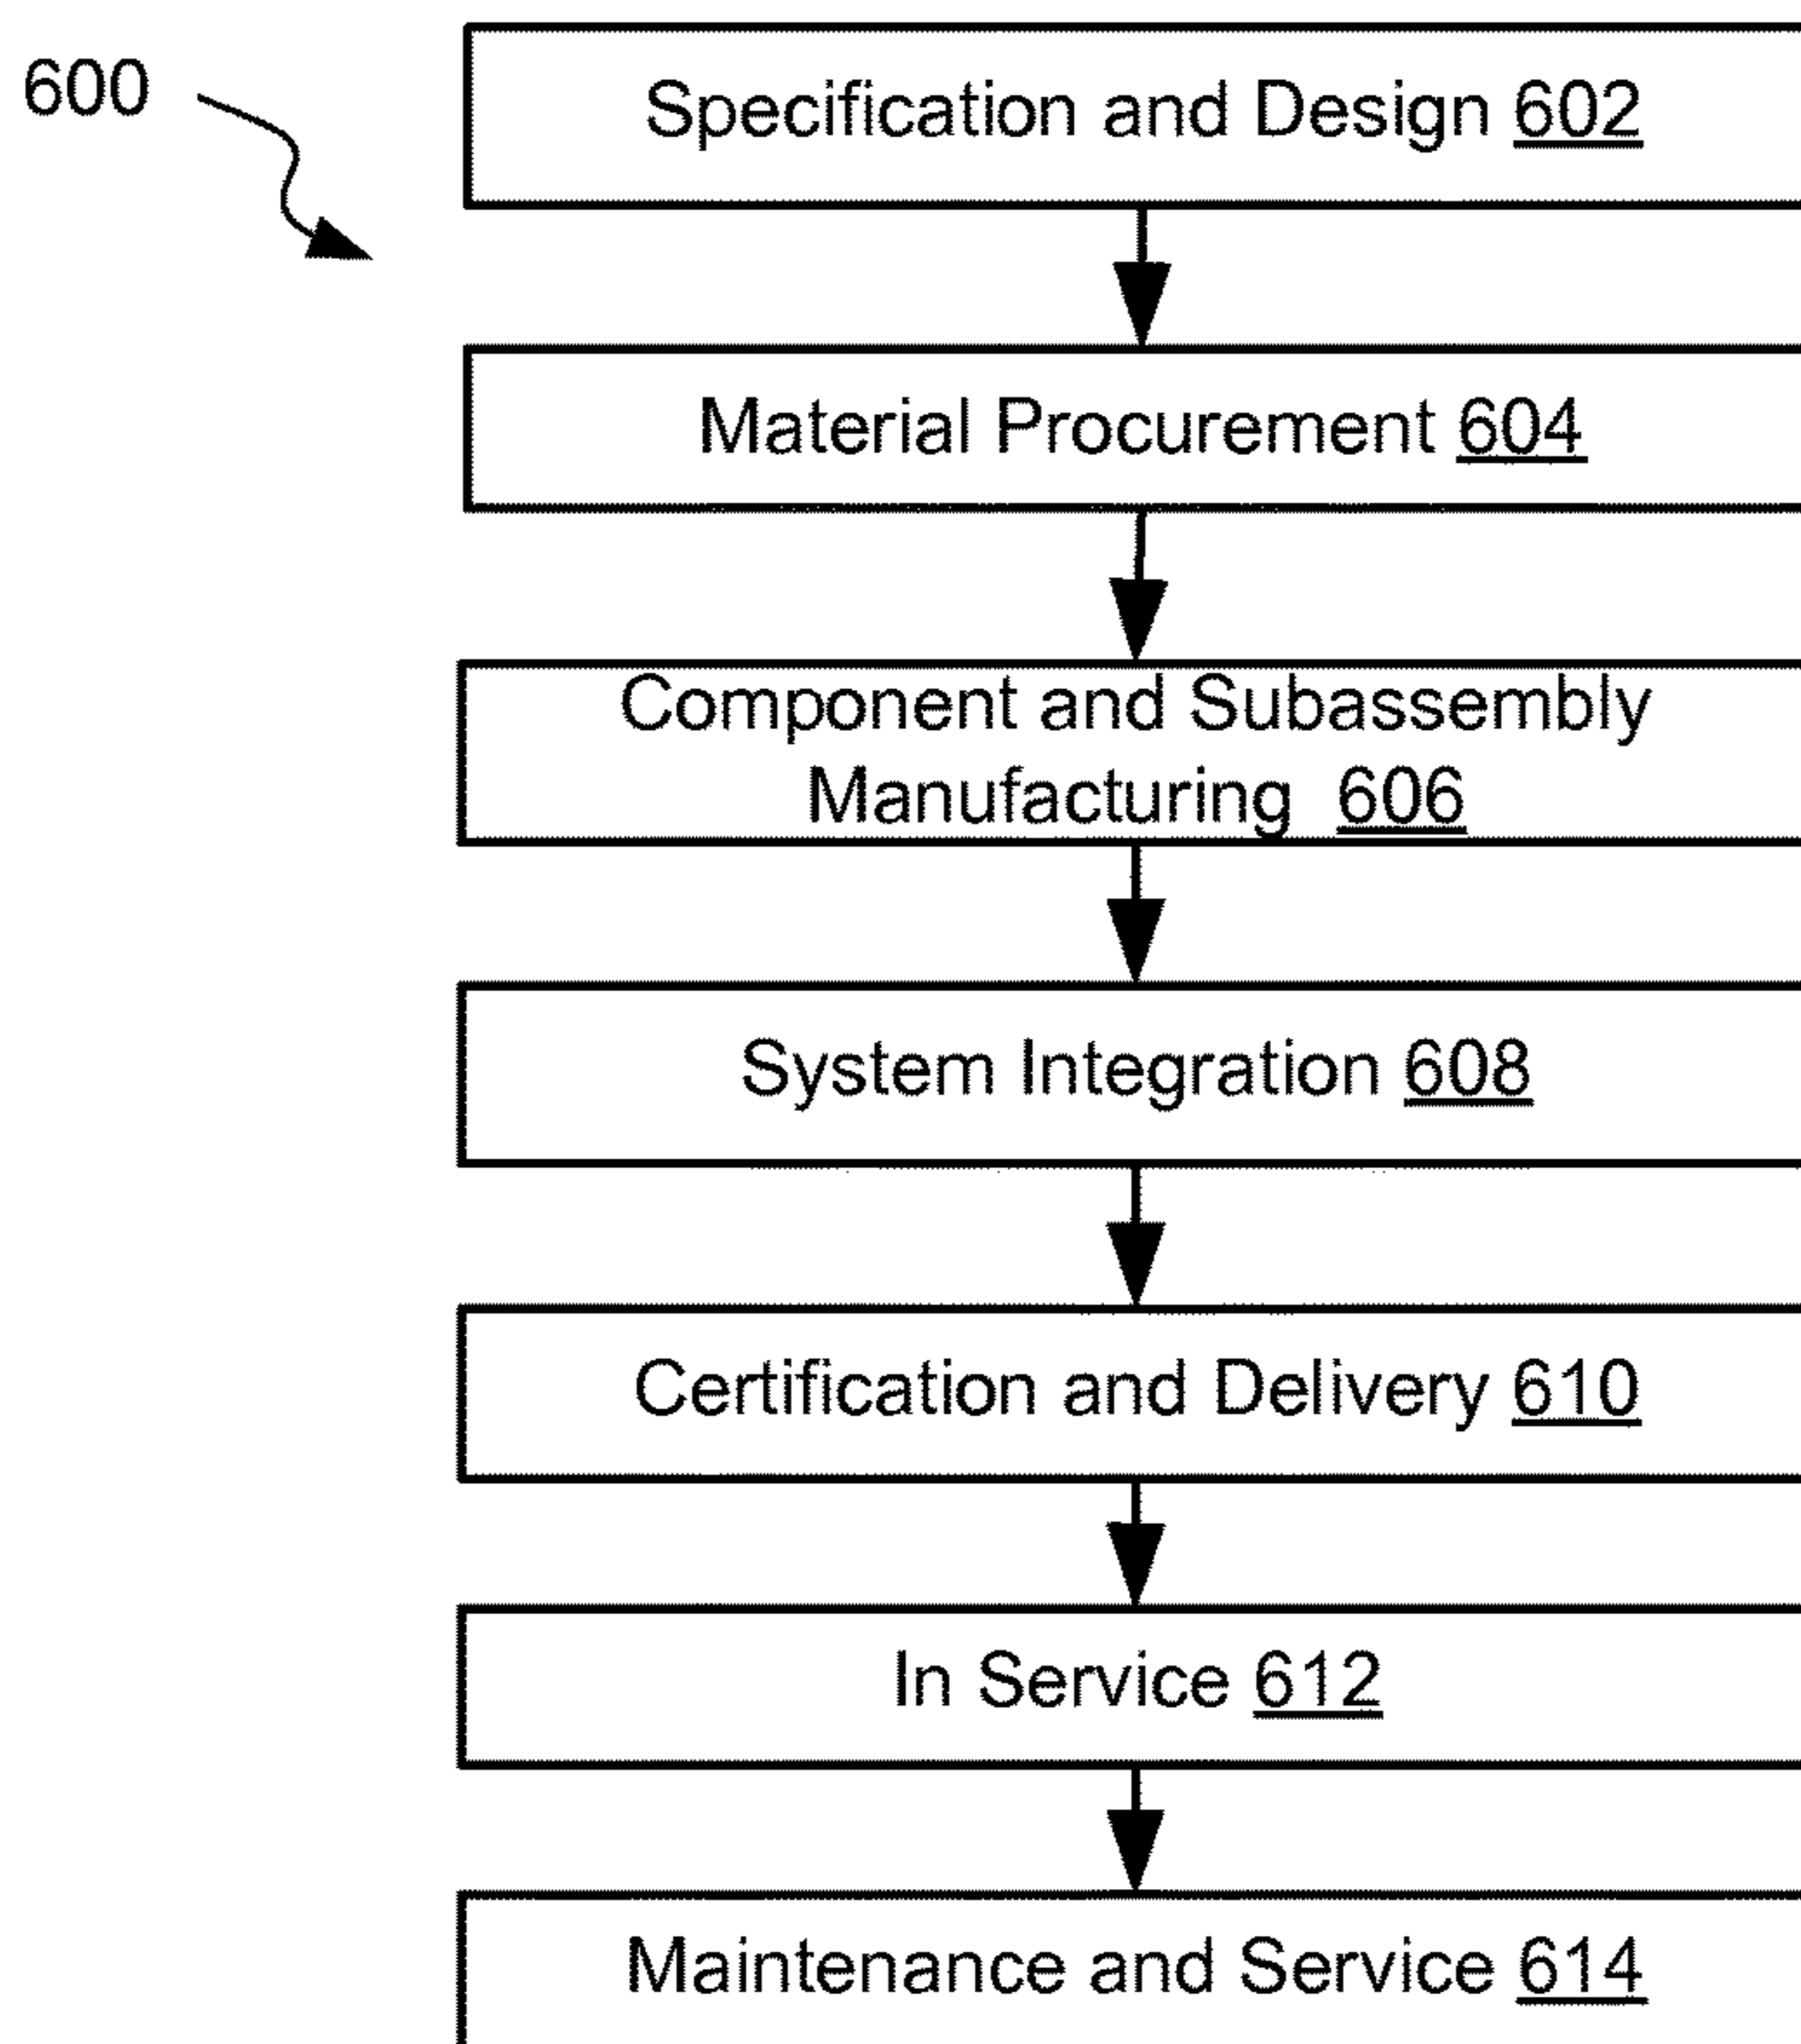 600
Specification and Design 602
Material Procurement 604
Component and Subassembly
Manufacturing 606
System Integration 608
Certification and Delivery 610
In Service 612
Maintenance and Service 614